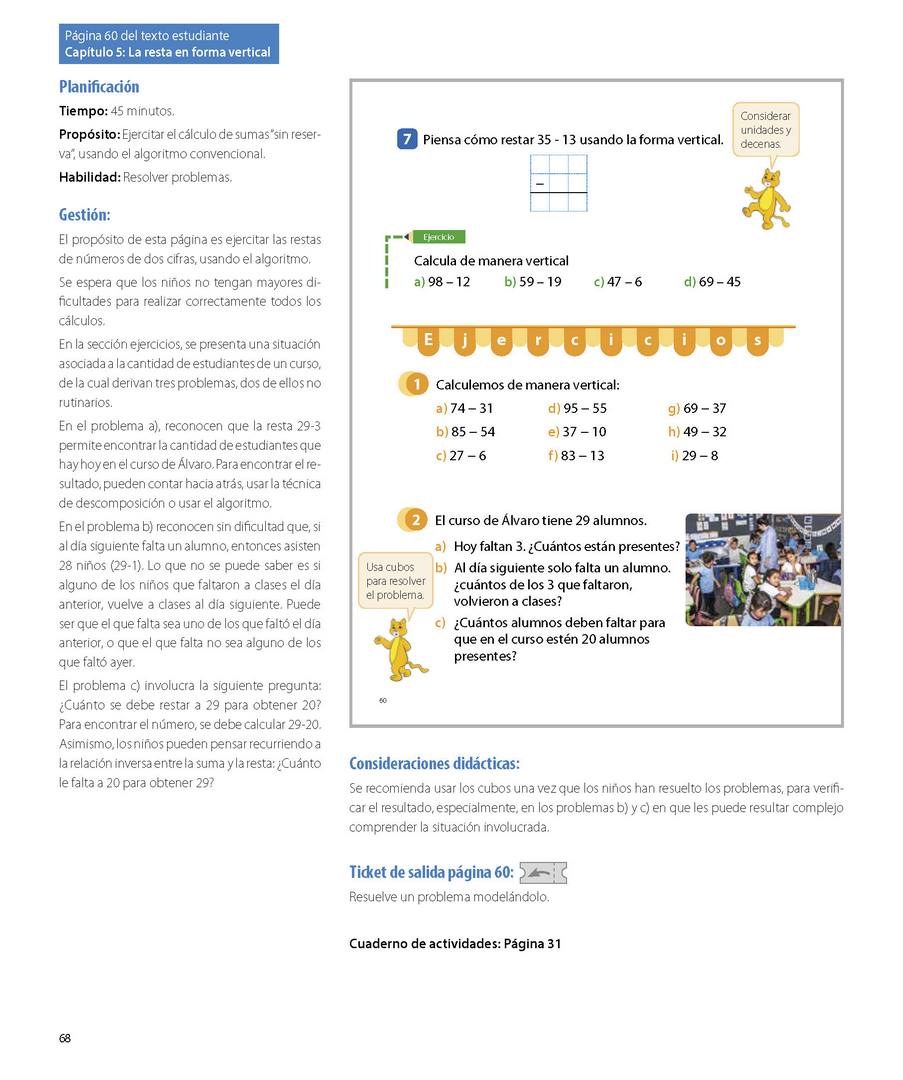 Página 60 del texto estudiante
Capítulo 5: La resta en forma vertical
Planificación
Tiempo: 45 minutos.
Propósito: Ejercitar el cálculo de sumas "sin reser-
va", usando el algoritmo convencional.
Habilidad: Resolver problemas.
Gestión:
El propósito de esta página es ejercitar las restas
de números de dos cifras, usando el algoritmo.
Se espera que los niños no tengan mayores di-
ficultades para realizar correctamente todos los
cálculos.
En la sección ejercicios, se presenta una situación
asociada a la cantidad de estudiantes de un curso,
de la cual derivan tres problemas, dos de ellos no
rutinarios.
En el problema a), reconocen que la resta 29-3
permite encontrar la cantidad de estudiantes que
hay hoy en el curso de Álvaro. Para encontrar el re-
sultado, pueden contar hacia atrás, usar la técnica
de descomposición o usar el algoritmo.
En el problema b) reconocen sin dificultad que, si
al día siguiente falta un alumno, entonces asisten
28 niños (29-1). Lo que no se puede saber es si
alguno de los niños que faltaron a clases el día
anterior, vuelve a clases al día siguiente. Puede
ser que el que falta sea uno de los que faltó el día
anterior, o que el que falta no sea alguno de los
que faltó ayer.
El problema c) involucra la siguiente pregunta:
¿Cuánto se debe restar a 29 para obtener 20?
Para encontrar el número, se debe calcular 29-20.
Asimismo, los niños pueden pensar recurriendo a
la relación inversa entre la suma y la resta: ¿Cuánto
le falta a 20 para obtener 29?
7 Piensa cómo restar 35 - 13 usando la forma vertical.
Considerar
unidades y
decenas.
–
Ejercicio
Calcula de manera vertical
a) 98 – 12 b) 59 – 19 c) 47 – 6 d) 69 – 45
Ejercicios
1 Calculemos de manera vertical:
a) 74 – 31 d) 95 – 55 g) 69 – 37
b) 85 – 54 e) 37 – 10 h) 49 – 32
c) 27 – 6 f) 83 – 13 i) 29 – 8
2 El curso de Álvaro tiene 29 alumnos.
a) Hoy faltan 3. ¿Cuántos están presentes?
b) Al día siguiente solo falta un alumno.
¿cuántos de los 3 que faltaron,
volvieron a clases?
c) ¿Cuántos alumnos deben faltar para
que en el curso estén 20 alumnos
presentes?
Usa cubos
para resolver
el problema.
60
Consideraciones didácticas:
Se recomienda usar los cubos una vez que los niños han resuelto los problemas, para verifi-
car el resultado, especialmente, en los problemas b) y c) en que les puede resultar complejo
comprender la situación involucrada.
Ticket de salida página 60:
Resuelve un problema modelándolo.
Cuaderno de actividades: Página 31
68